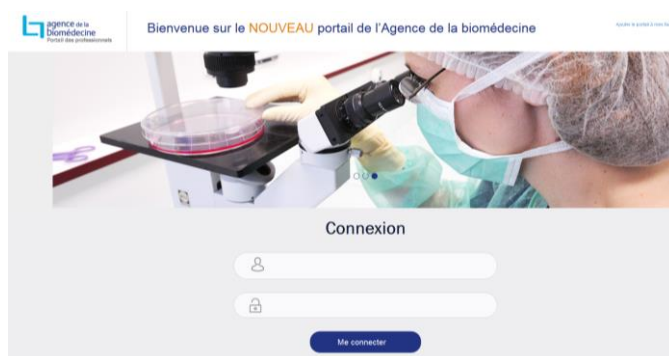 agence de la
biomédecine
Portail des professionnels
Bienvenue sur le NOUVEAU portail de l'Agence de la biomédecine
Connexion
Me connecter